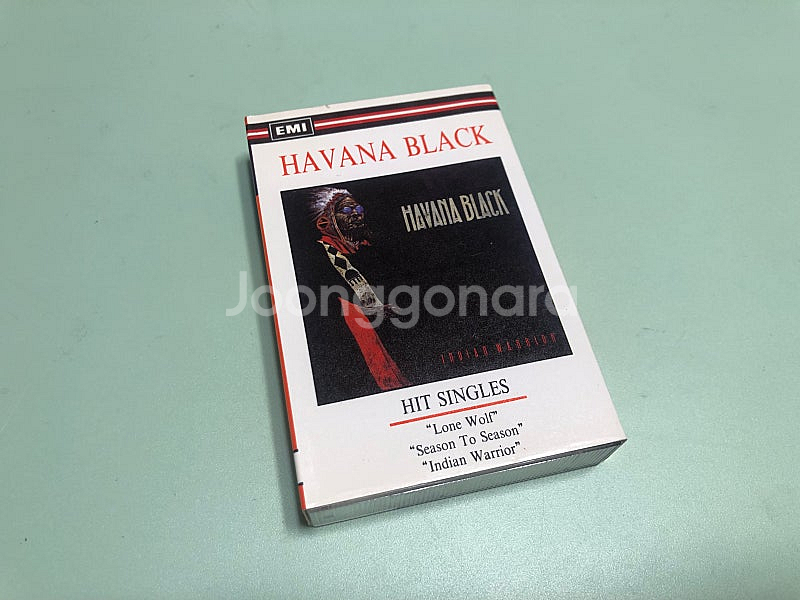 EMI
HAVANA BLACK
HAVANA BLACK
INDIAN WARRIOR
Joonggonara
HIT SINGLES
"Lone Wolf"
"Season To Season"
"Indian Warrior"